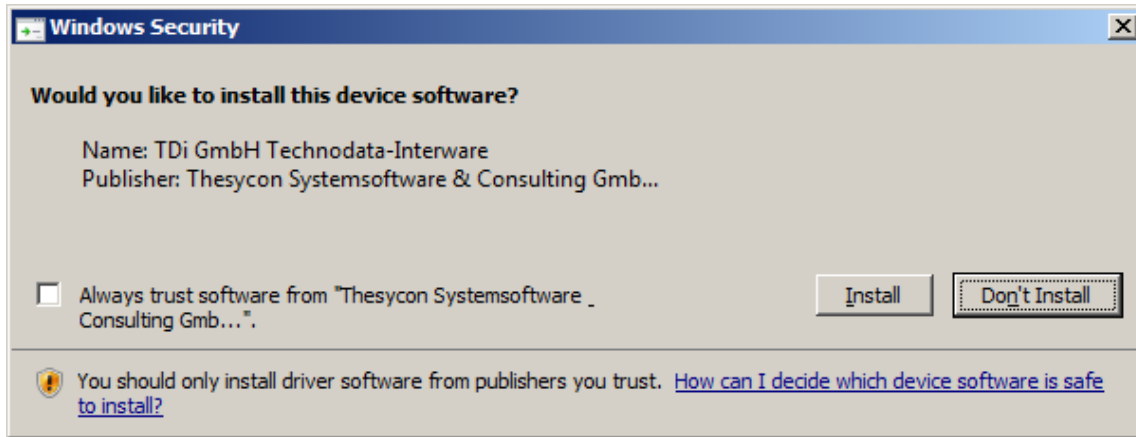 Windows Security
Would you like to install this device software?
Name: TDi GmbH Technodata-Interware
Publisher: Thesycon Systemsoftware & Consulting Gmb...
Always trust software from "Thesycon Systemsoftware _
Consulting Gmb...".
Install
Don't Install
You should only install driver software from publishers you trust. How can I decide which device software is safe
to install?